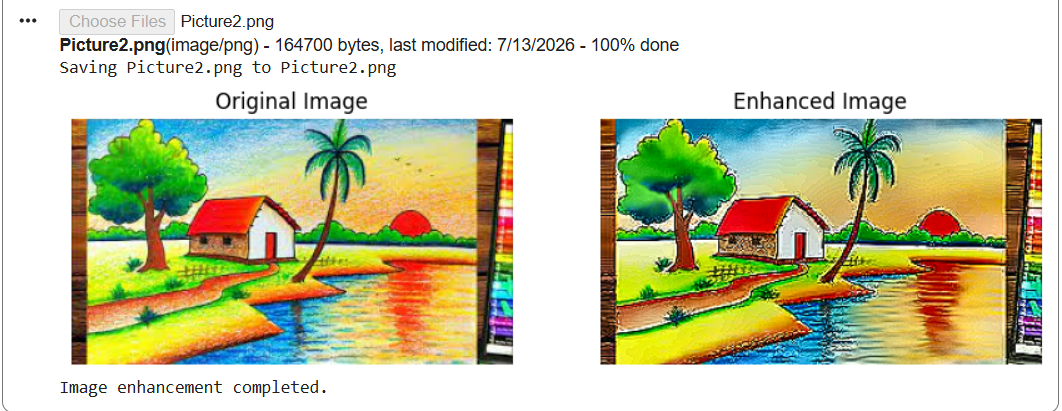 ••• Choose Files Picture2.png
Picture2.png(image/png) - 164700 bytes, last modified: 7/13/2026 - 100% done
Saving Picture2.png to Picture2.png
Original Image
Enhanced Image
Image enhancement completed.